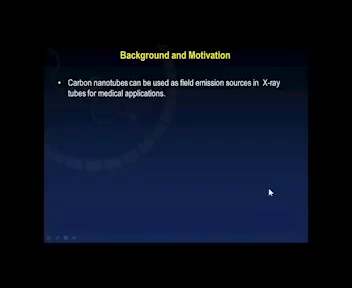 Background and Motivation
• Carbon nanotubes can be used as field emission sources in X-ray
tubes for medical applications.